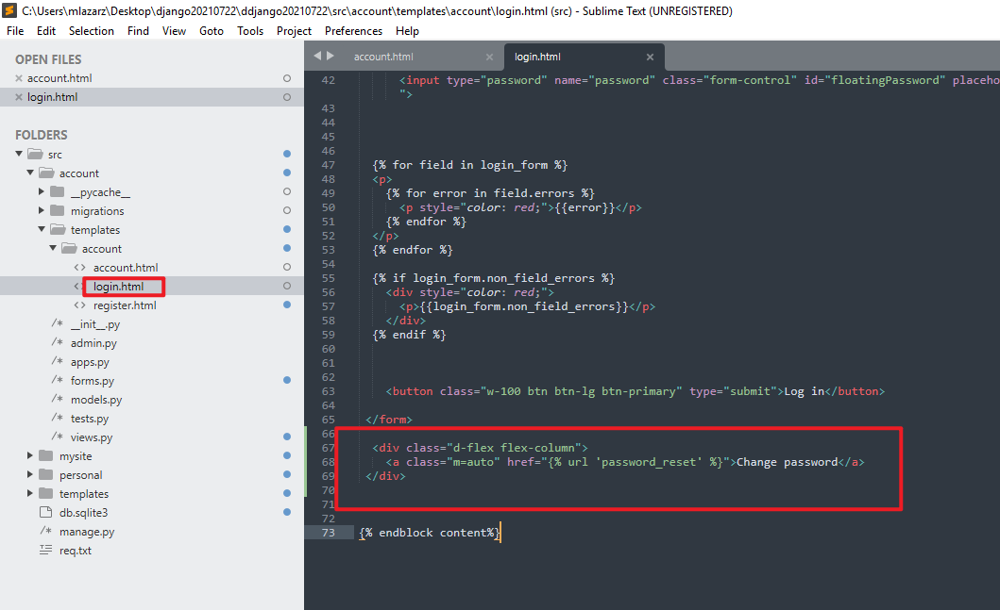 C:\Users\mlazarz\Desktop\django20210722\ddjango20210722\src\account\templates\account\login.html (src) - Sublime Text (UNREGISTERED)
File Edit Selection Find View Goto Tools Project Preferences Help
OPEN FILES
account.html
login.html
FOLDERS
src
account
__pycache__
migrations
templates
account
<> account.html
<> login.html
<> register.html
/* __init__.py
/* admin.py
/* apps.py
/* forms.py
/* models.py
/* tests.py
/* views.py
mysite
personal
templates
db.sqlite3
/* manage.py
req.txt
account.html × login.html ×
42 <input type="password" name="password" class="form-control" id="floatingPassword" placeho
">
43
44
45
46
47 {% for field in login_form %}
48 <p>
49 {% for error in field.errors %}
50 <p style="color: red;">{{error}}</p>
51 {% endfor %}
52 </p>
53 {% endfor %}
54
55 {% if login_form.non_field_errors %}
56 <div style="color: red;">
57 <p>{{login_form.non_field_errors}}</p>
58 </div>
59 {% endif %}
60
61
62
63 <button class="w-100 btn btn-lg btn-primary" type="submit">Log in</button>
64
65 </form>
66
67 <div class="d-flex flex-column">
68 <a class="m=auto" href="{% url 'password_reset' %}">Change password</a>
69 </div>
70
71
72
73 {% endblock content%}